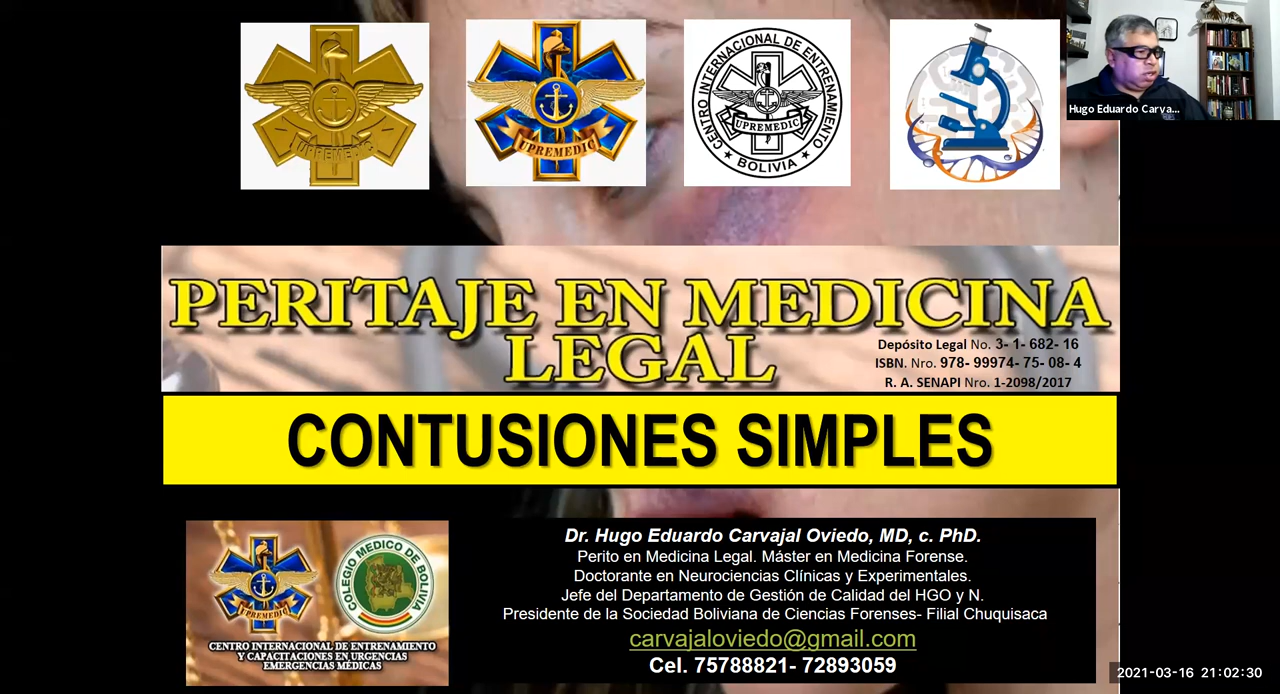 UPREMEDIC
UPREMEDIC
CENTRO INTERNACIONAL DE ENTRENAMIENTO
UPREMEDIC
★ BOLIVIA ★
Hugo Eduardo Carva...
PERITAJE EN MEDICINA
LEGAL
Depósito Legal No. 3- 1- 682- 16
ISBN. Nro. 978- 99974- 75- 08- 4
R. A. SENAPI Nro. 1-2098/2017
CONTUSIONES SIMPLES
UPREMEDIC
COLEGIO MEDICO DE BOLIVIA
CENTRO INTERNACIONAL DE ENTRENAMIENTO
Y CAPACITACIONES EN URGENCIAS
EMERGENCIAS MÉDICAS
Dr. Hugo Eduardo Carvajal Oviedo, MD, c. PhD.
Perito en Medicina Legal. Máster en Medicina Forense.
Doctorante en Neurociencias Clínicas y Experimentales.
Jefe del Departamento de Gestión de Calidad del HGO y N.
Presidente de la Sociedad Boliviana de Ciencias Forenses- Filial Chuquisaca
carvajaloviedo@gmail.com
Cel. 75788821- 72893059
2021-03-16 21:02:30